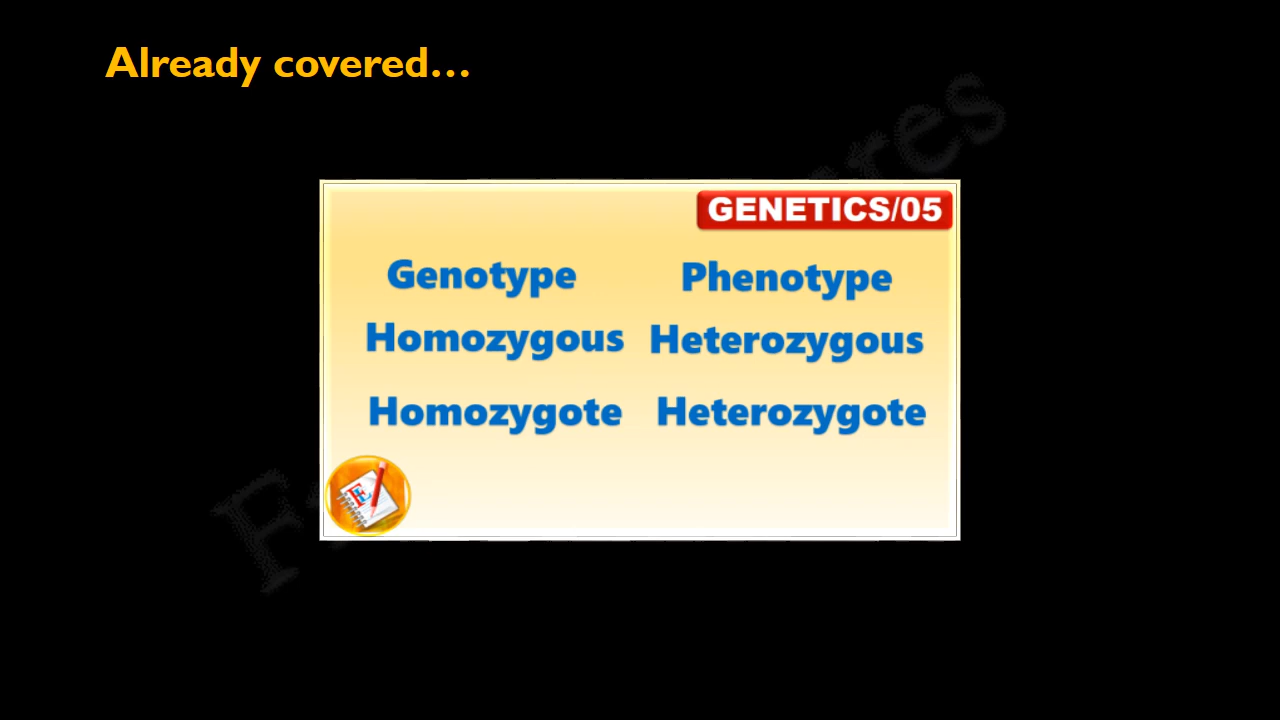 Already covered…
GENETICS/05
Genotype Phenotype
Homozygous Heterozygous
Homozygote Heterozygote